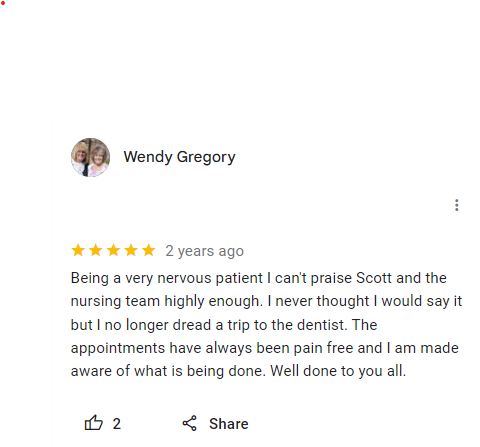 Wendy Gregory
2 years ago
Being a very nervous patient I can't praise Scott and the
nursing team highly enough. I never thought I would say it
but I no longer dread a trip to the dentist. The
appointments have always been pain free and I am made
aware of what is being done. Well done to you all.
2 Share